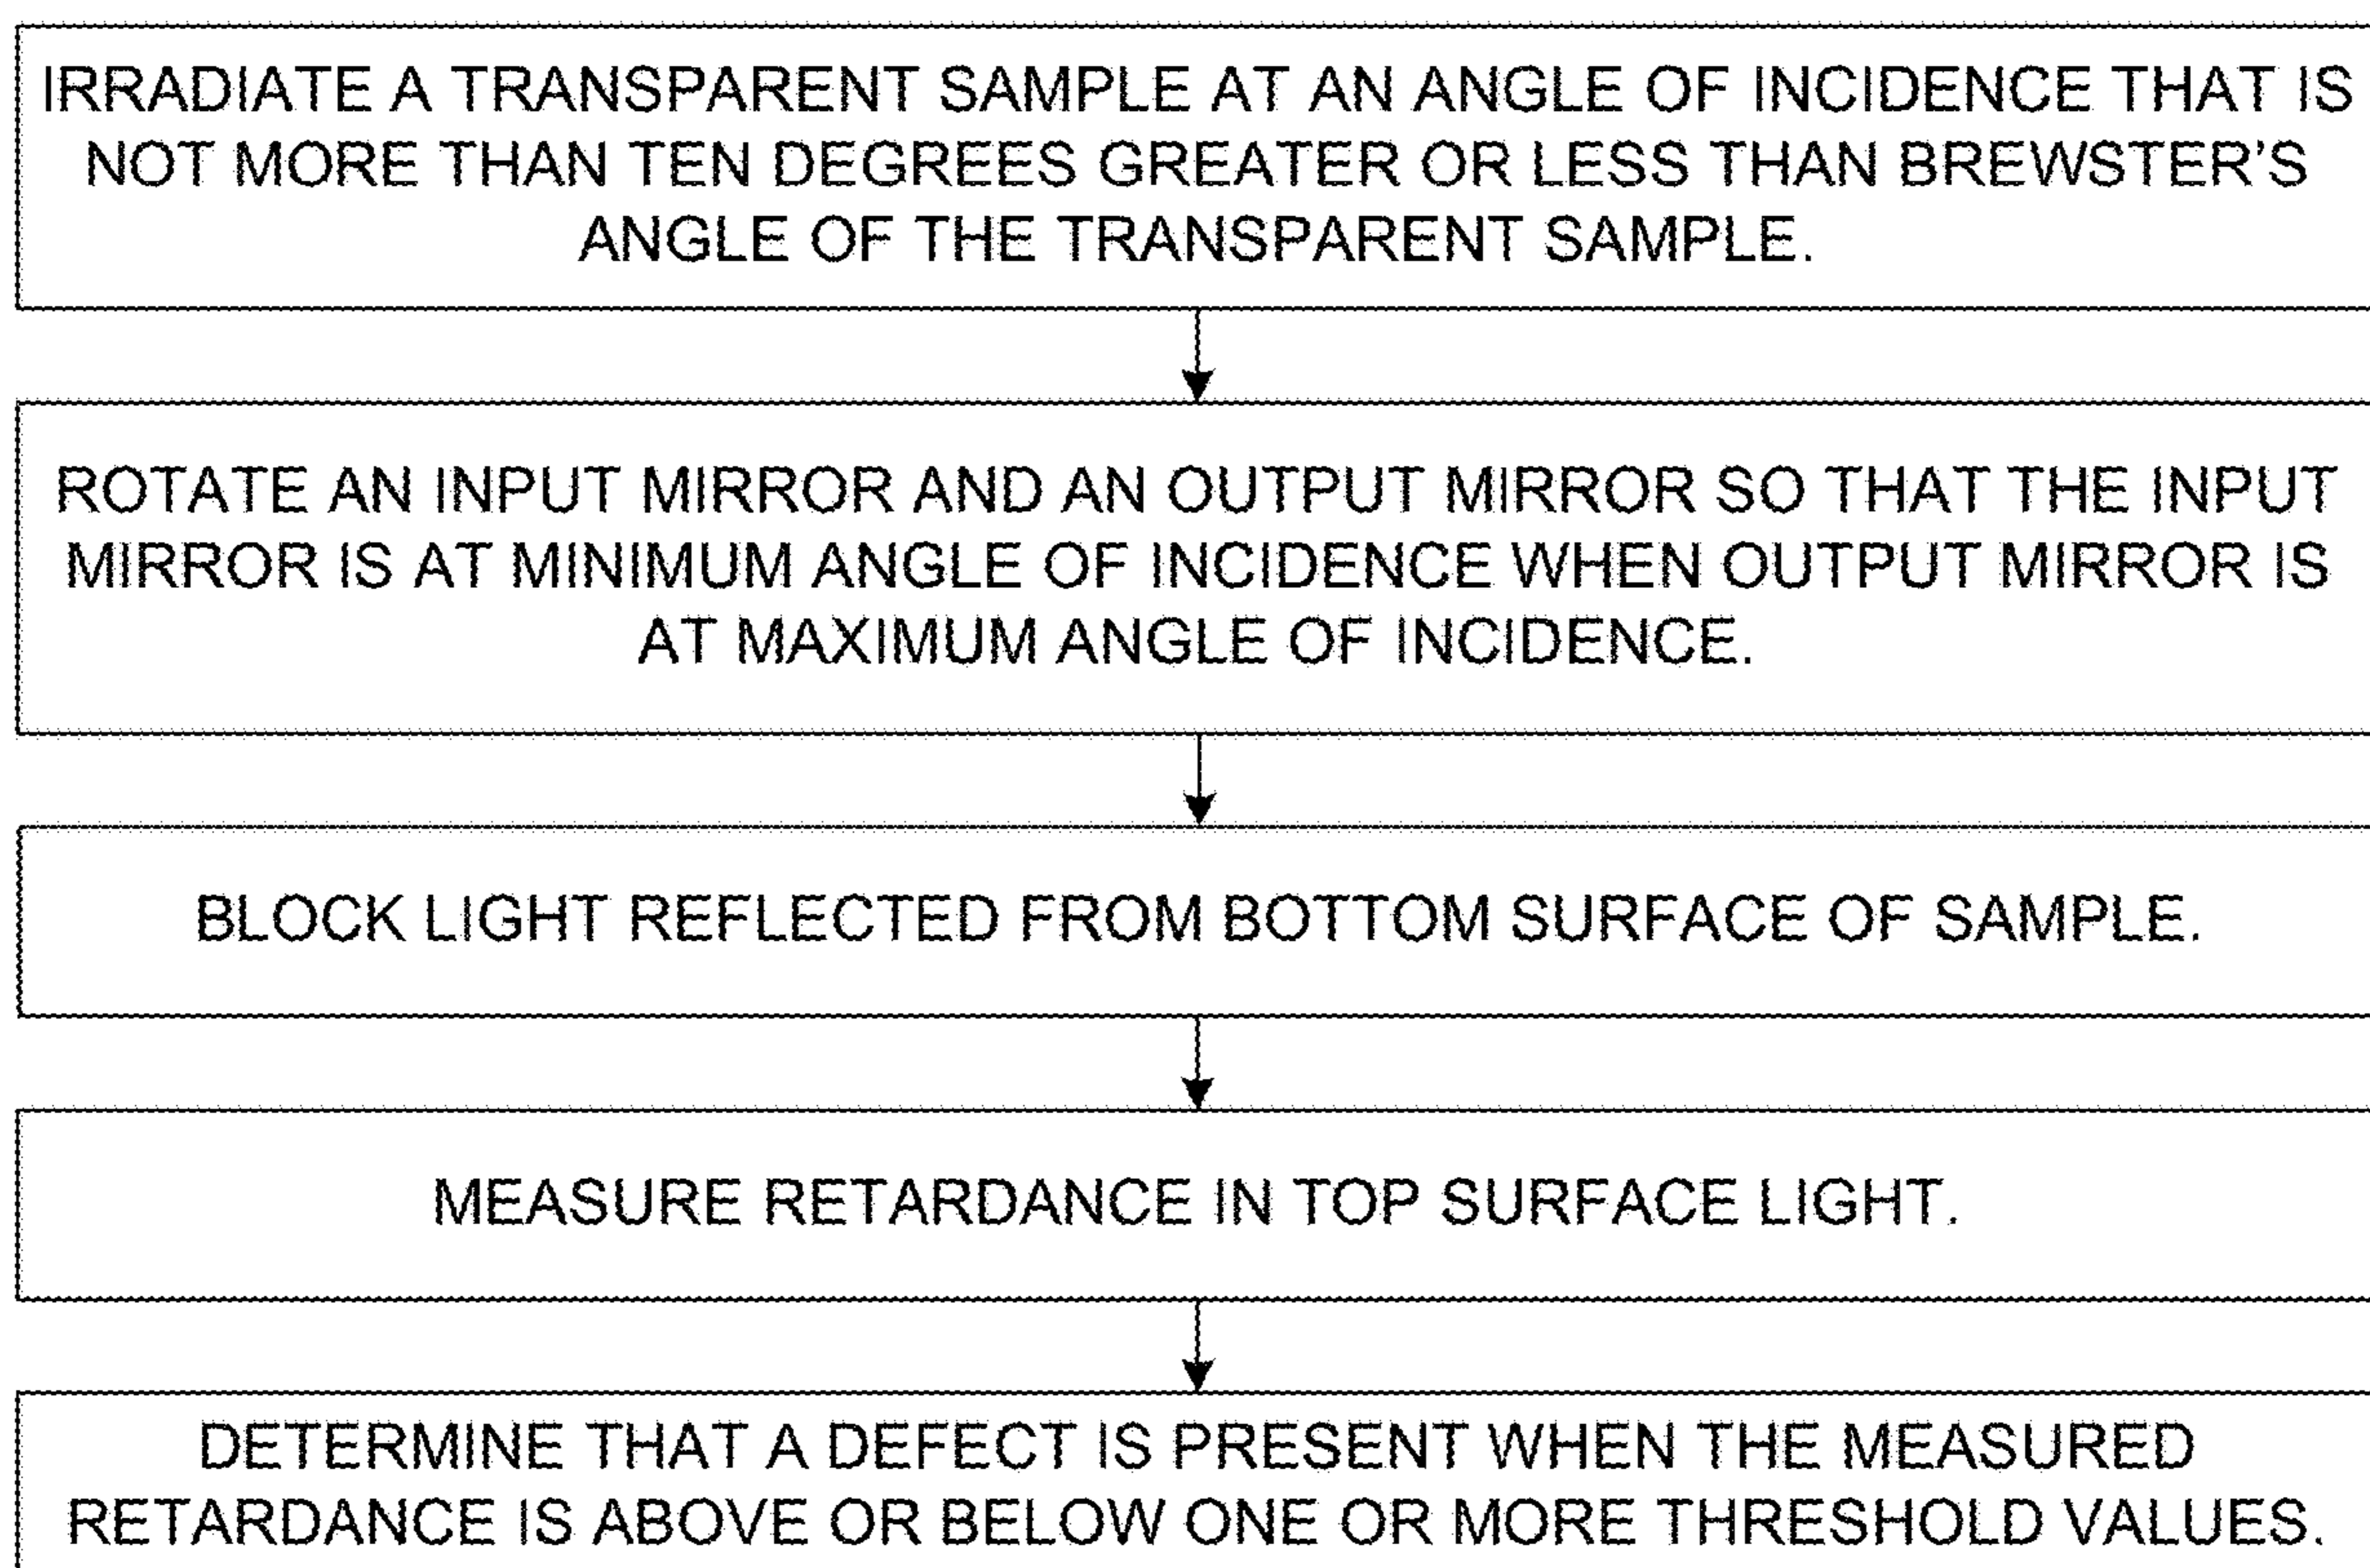 IRRADIATE A TRANSPARENT SAMPLE AT AN ANGLE OF INCIDENCE THAT IS
NOT MORE THAN TEN DEGREES GREATER OR LESS THAN BREWSTER'S
ANGLE OF THE TRANSPARENT SAMPLE.
ROTATE AN INPUT MIRROR AND AN OUTPUT MIRROR SO THAT THE INPUT
MIRROR IS AT MINIMUM ANGLE OF INCIDENCE WHEN OUTPUT MIRROR IS
AT MAXIMUM ANGLE OF INCIDENCE.
BLOCK LIGHT REFLECTED FROM BOTTOM SURFACE OF SAMPLE.
MEASURE RETARDANCE IN TOP SURFACE LIGHT.
DETERMINE THAT A DEFECT IS PRESENT WHEN THE MEASURED
RETARDANCE IS ABOVE OR BELOW ONE OR MORE THRESHOLD VALUES.